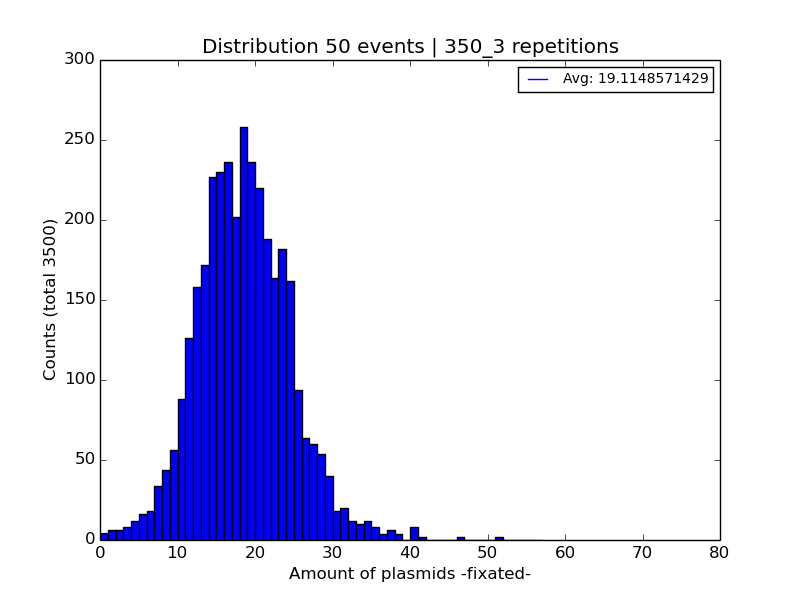 Distribution 50 events | 350_3 repetitions
Avg: 19.1148571429
300
250
200
150
100
50
0
Counts (total 3500)
0 10 20 30 40 50 60 70 80
Amount of plasmids -fixated-